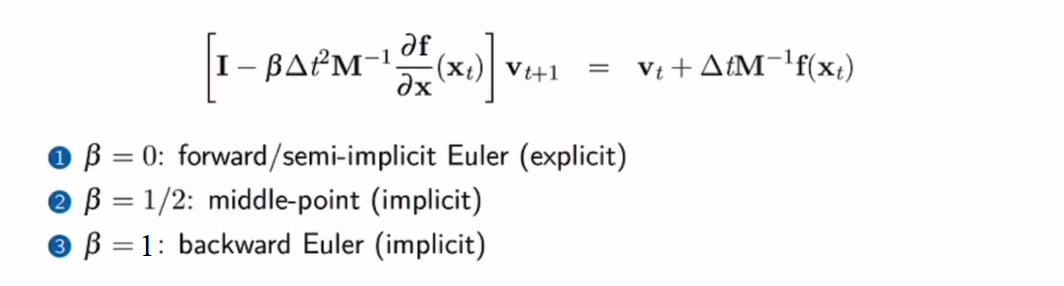 [I − βΔt²M⁻¹ ∂f/∂x (xₜ)] vₜ₊₁ = vₜ + ΔtM⁻¹f(xₜ)
1 β = 0: forward/semi-implicit Euler (explicit)
2 β = 1/2: middle-point (implicit)
3 β = 1: backward Euler (implicit)